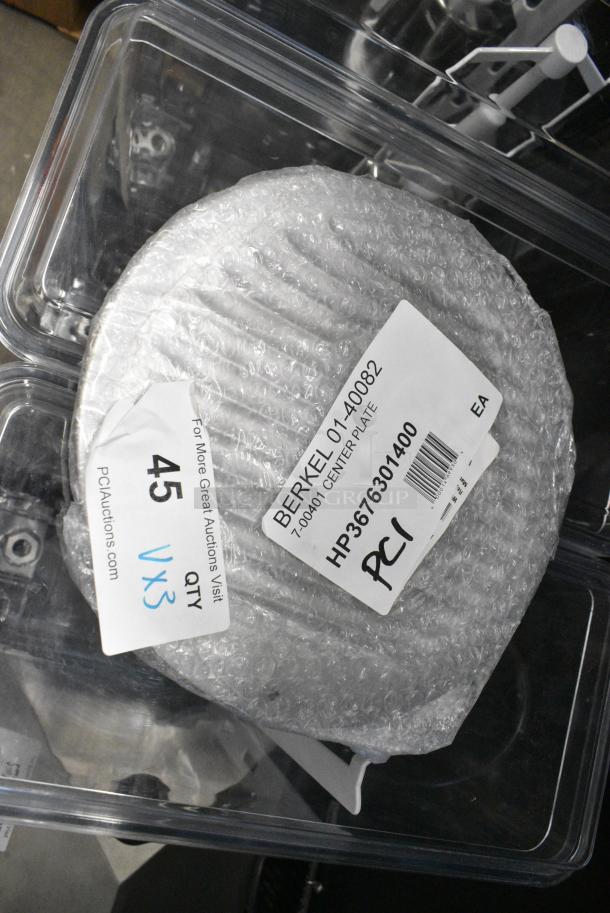 BERKEL 01-40082
7-00401 CENTER PLATE
HP3676301400
EA
PCI
For More Great Auctions Visit
QTY
45
VX3
PCIAuctions.com
GROUP